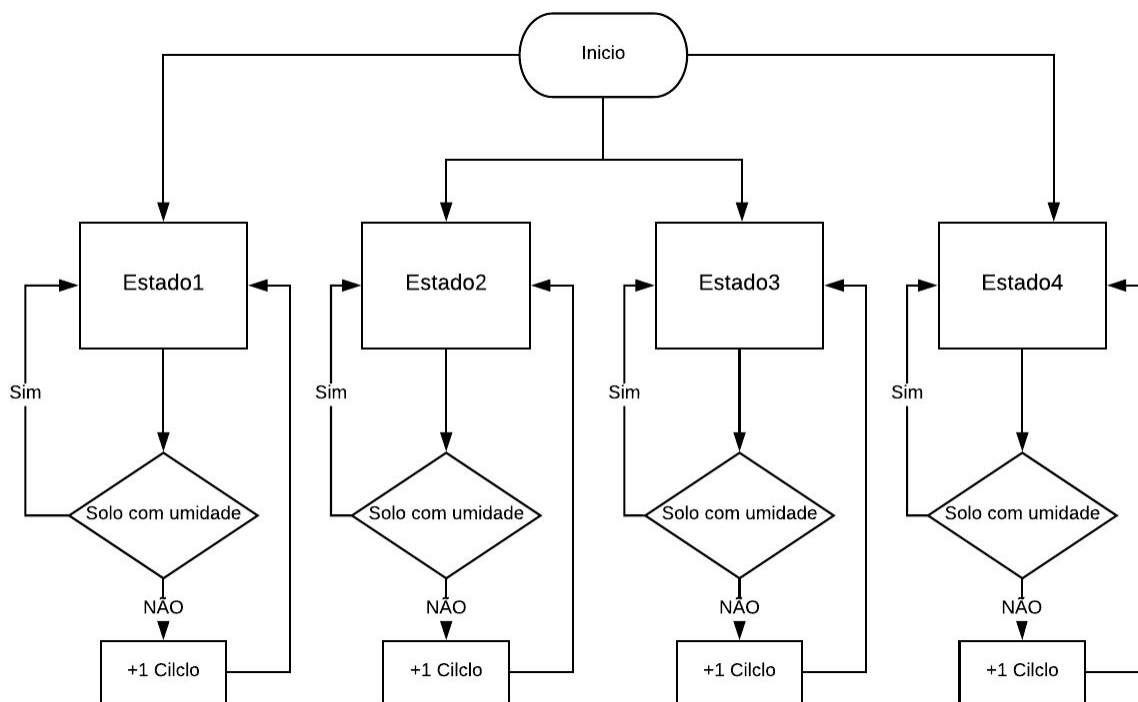 Inicio
Estado1
Estado2
Estado3
Estado4
Sim
Sim
Sim
Sim
Solo com umidade
Solo com umidade
Solo com umidade
Solo com umidade
NÃO
NÃO
NÃO
NÃO
+1 Cilclo
+1 Cilclo
+1 Cilclo
+1 Cilclo